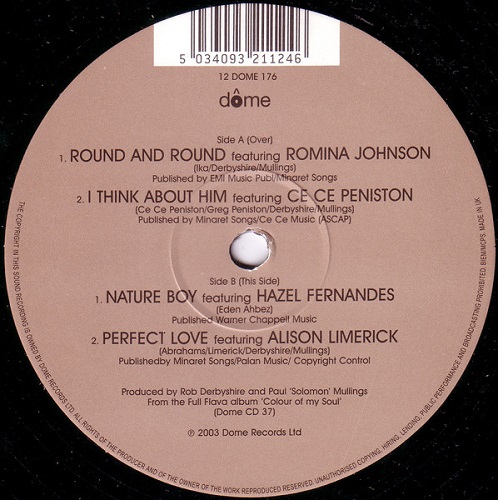 5 034093 211246
12 DOME 176
dôme
Side A (Over)
1. ROUND AND ROUND featuring ROMINA JOHNSON
(Ika/Derbyshire/Mullings)
Published by EMI Music Publ/Minaret Songs
2. I THINK ABOUT HIM featuring CE CE PENISTON
(Ce Ce Peniston/Greg Peniston/Derbyshire/Mullings)
Published by Minaret Songs/Ce Ce Music (ASCAP)
Side B (This Side)
1. NATURE BOY featuring HAZEL FERNANDES
(Eden Ahbez)
Published Warner Chappell Music
2. PERFECT LOVE featuring ALISON LIMERICK
(Abrahams/Limerick/Derbyshire/Mullings)
Publishedby Minaret Songs/Palan Music/ Copyright Control
Produced by Rob Derbyshire and Paul 'Solomon' Mullings
From the Full Flava album 'Colour of my Soul'
(Dome CD 37)
℗ 2003 Dome Records Ltd
THE COPYRIGHT IN THIS SOUND RECORDING IS OWNED BY DOME RECORDS LTD. ALL RIGHTS OF THE PRODUCER AND OF THE OWNER OF THE WORK REPRODUCED RESERVED. UNAUTHORISED COPYING, HIRING, LENDING, PUBLIC PERFORMANCE AND BROADCASTING PROHIBITED. BIEM/MCPS. MADE IN UK